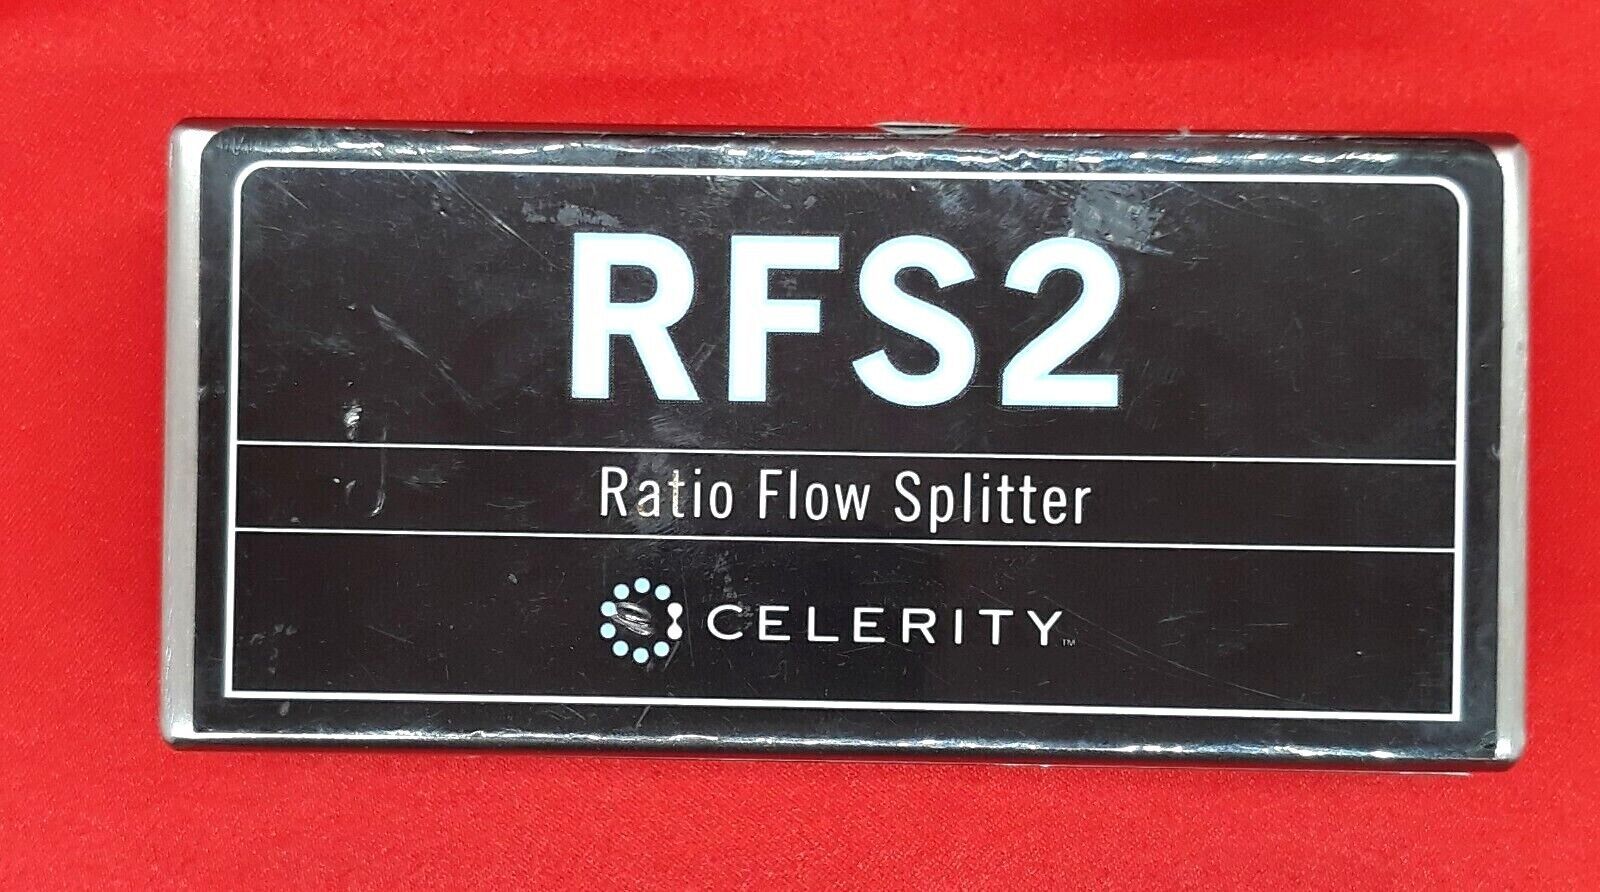 RFS2
Ratio Flow Splitter
CELERITY™